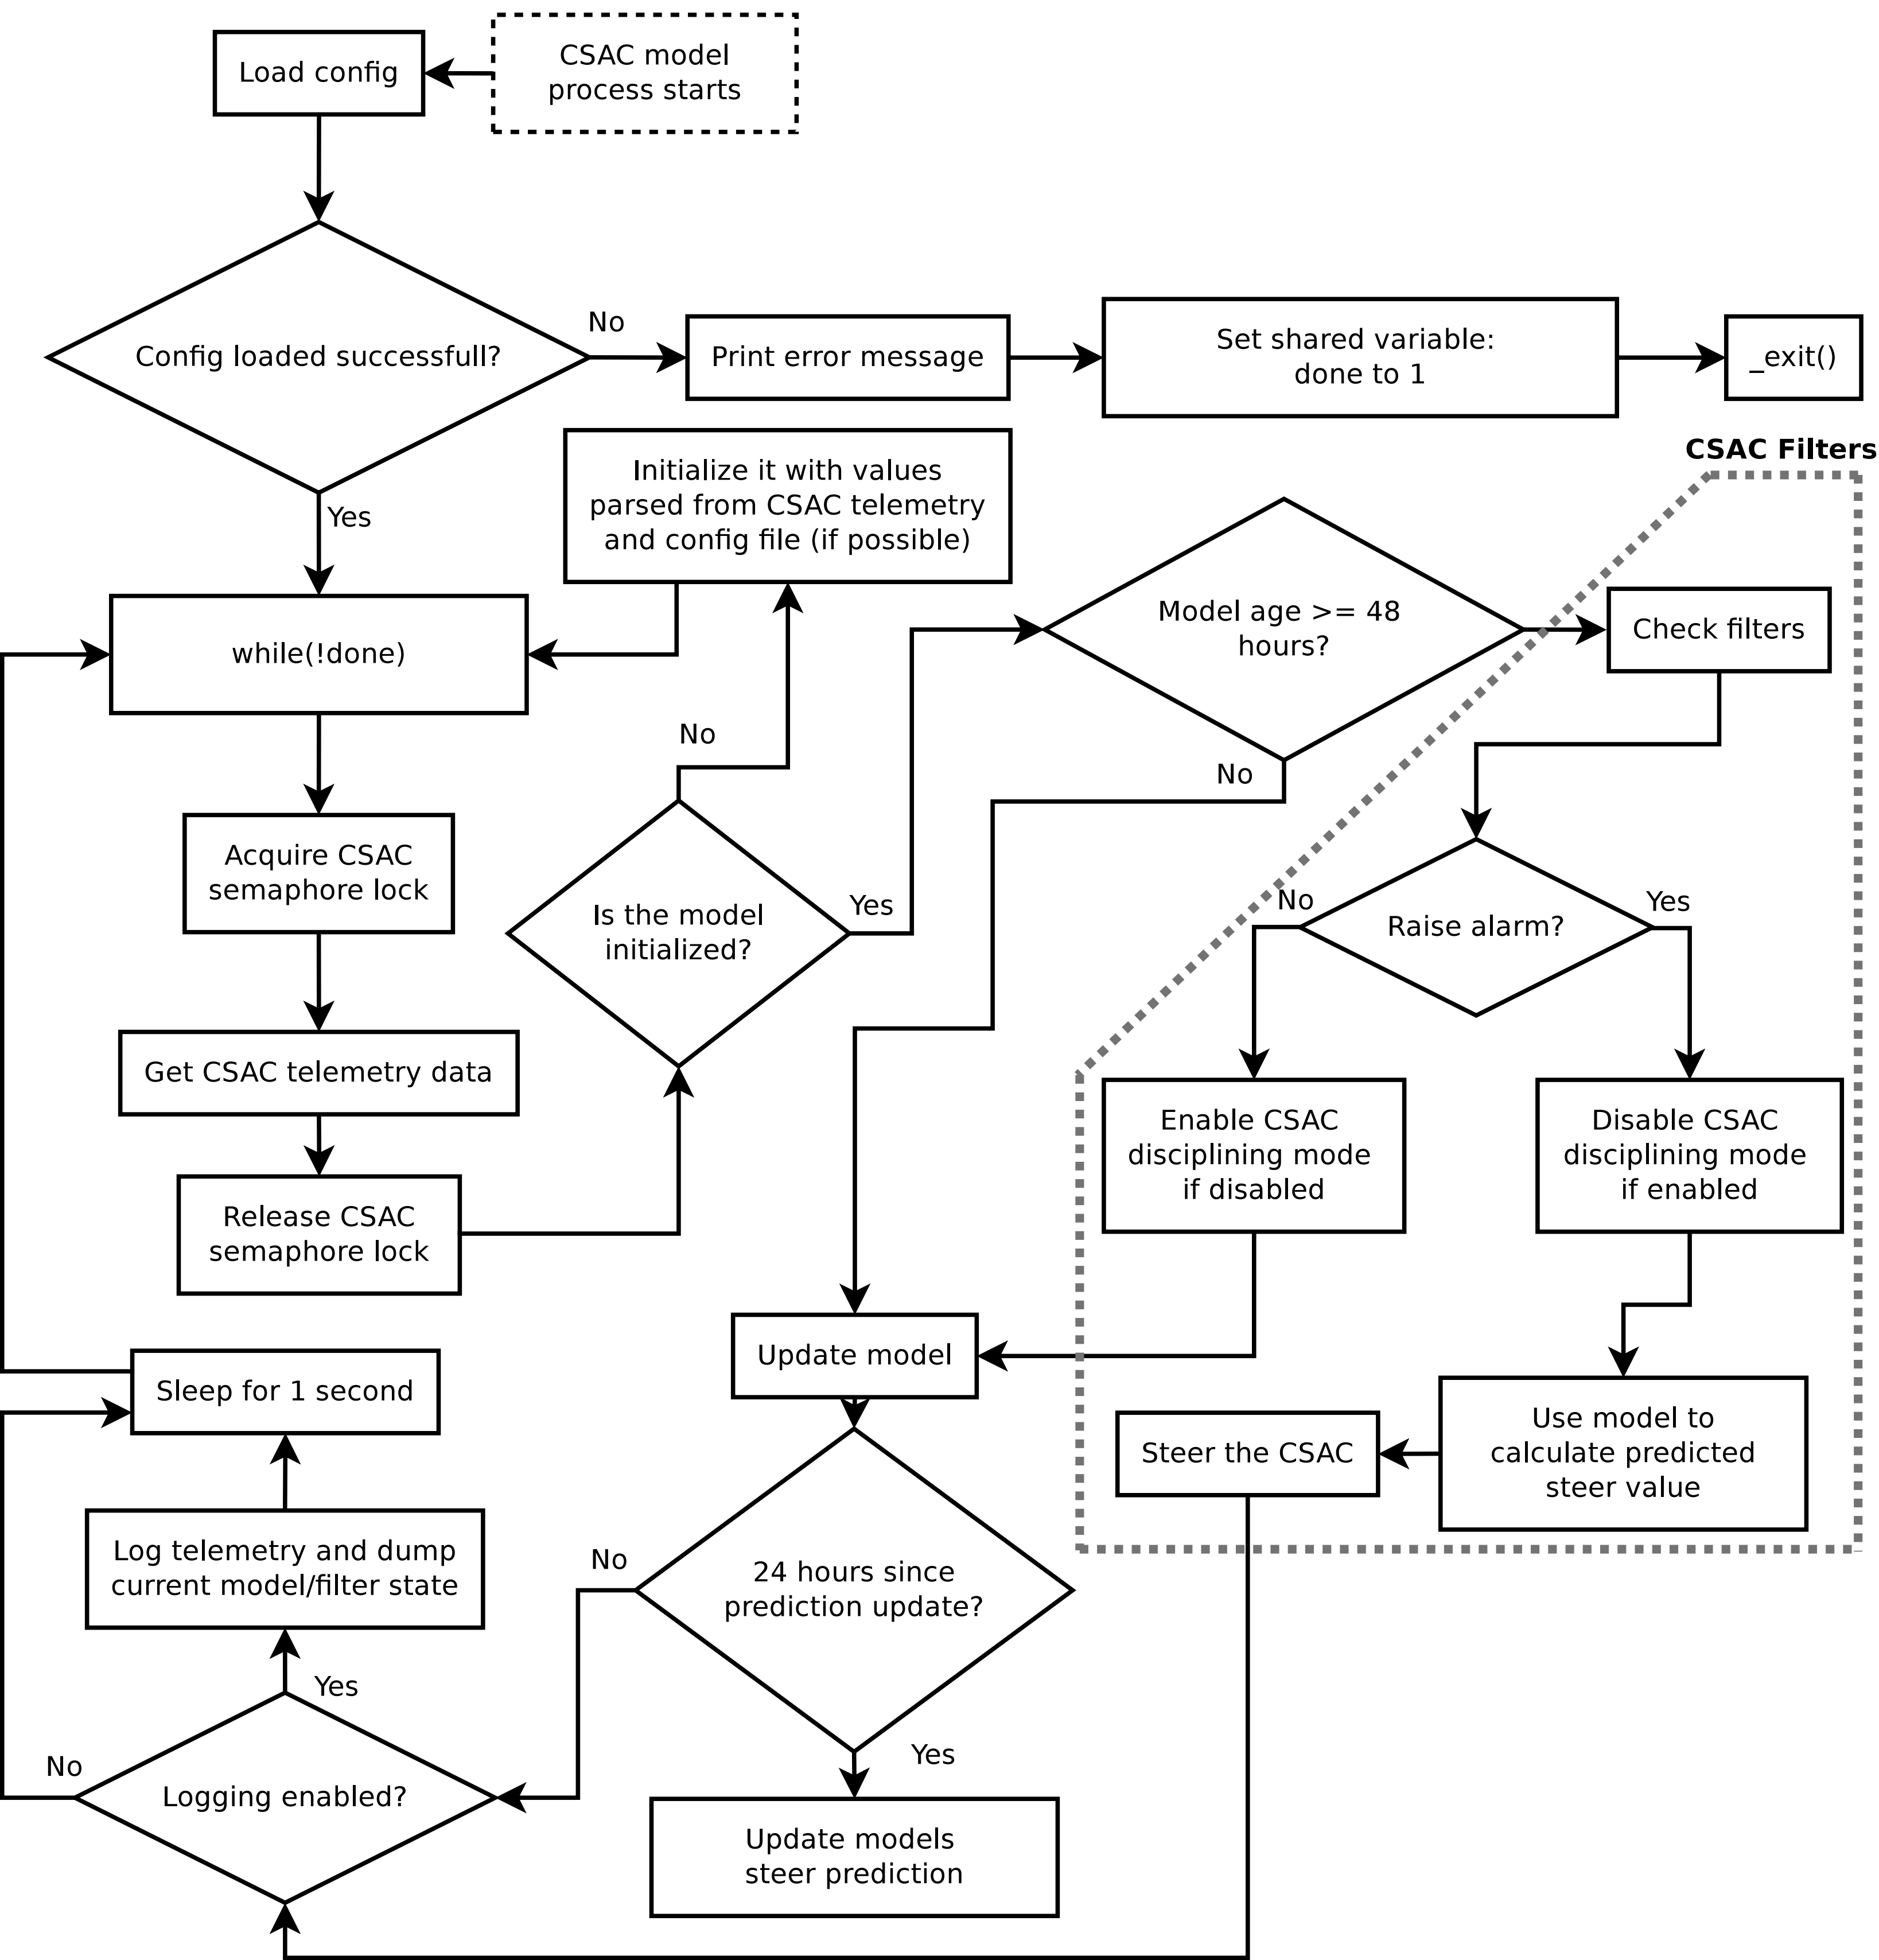 CSAC model
process starts
Load config
Config loaded successfull?
No
Print error message
Set shared variable:
done to 1
_exit()
Yes
Initialize it with values
parsed from CSAC telemetry
and config file (if possible)
CSAC Filters
while(!done)
Model age >= 48
hours?
Check filters
No
No
Acquire CSAC
semaphore lock
Is the model
initialized?
Yes
No
Raise alarm?
Yes
Get CSAC telemetry data
Enable CSAC
disciplining mode
if disabled
Disable CSAC
disciplining mode
if enabled
Release CSAC
semaphore lock
Update model
Sleep for 1 second
Steer the CSAC
Use model to
calculate predicted
steer value
Log telemetry and dump
current model/filter state
No
24 hours since
prediction update?
Yes
Yes
No
Logging enabled?
Update models
steer prediction